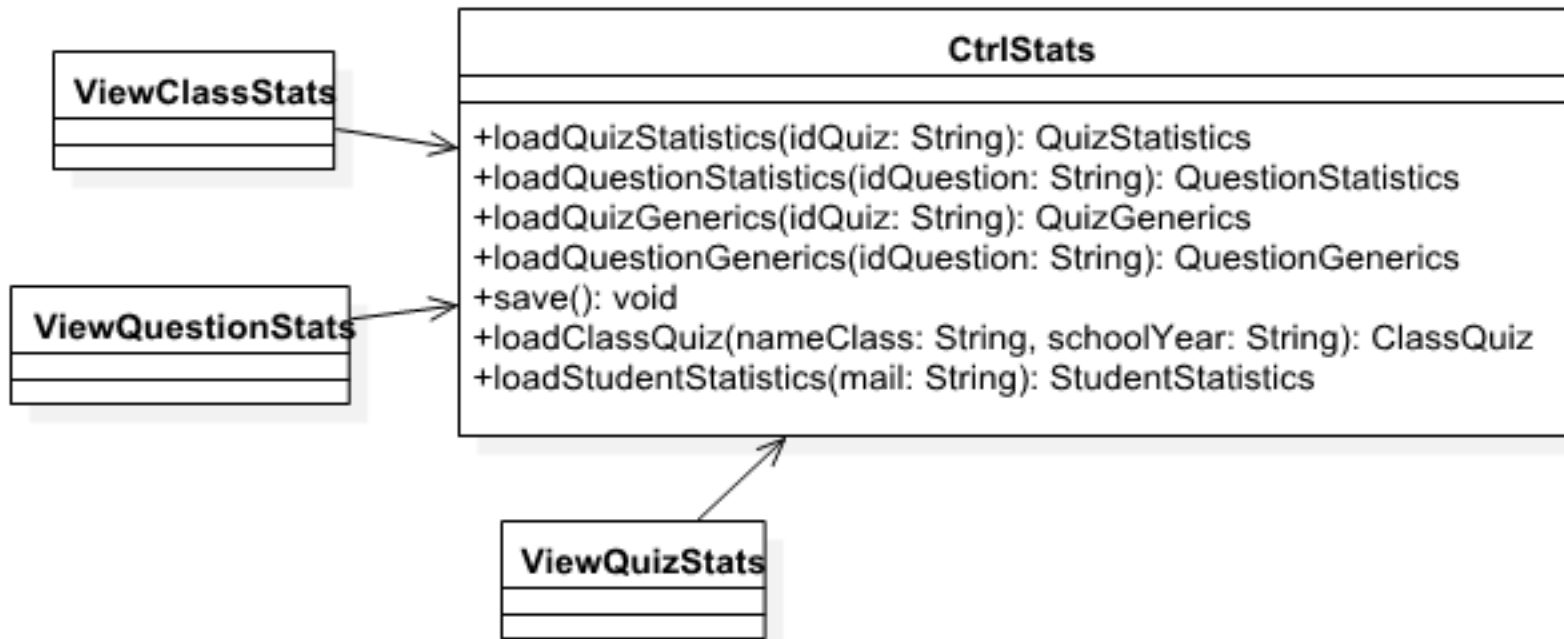 CtrlStats
ViewClassStats
+loadQuizStatistics(idQuiz: String): QuizStatistics
+loadQuestionStatistics(idQuestion: String): QuestionStatistics
+loadQuizGenerics(idQuiz: String): QuizGenerics
+loadQuestionGenerics(idQuestion: String): QuestionGenerics
+save(): void
+loadClassQuiz(nameClass: String, schoolYear: String): ClassQuiz
+loadStudentStatistics(mail: String): StudentStatistics
ViewQuestionStats
ViewQuizStats